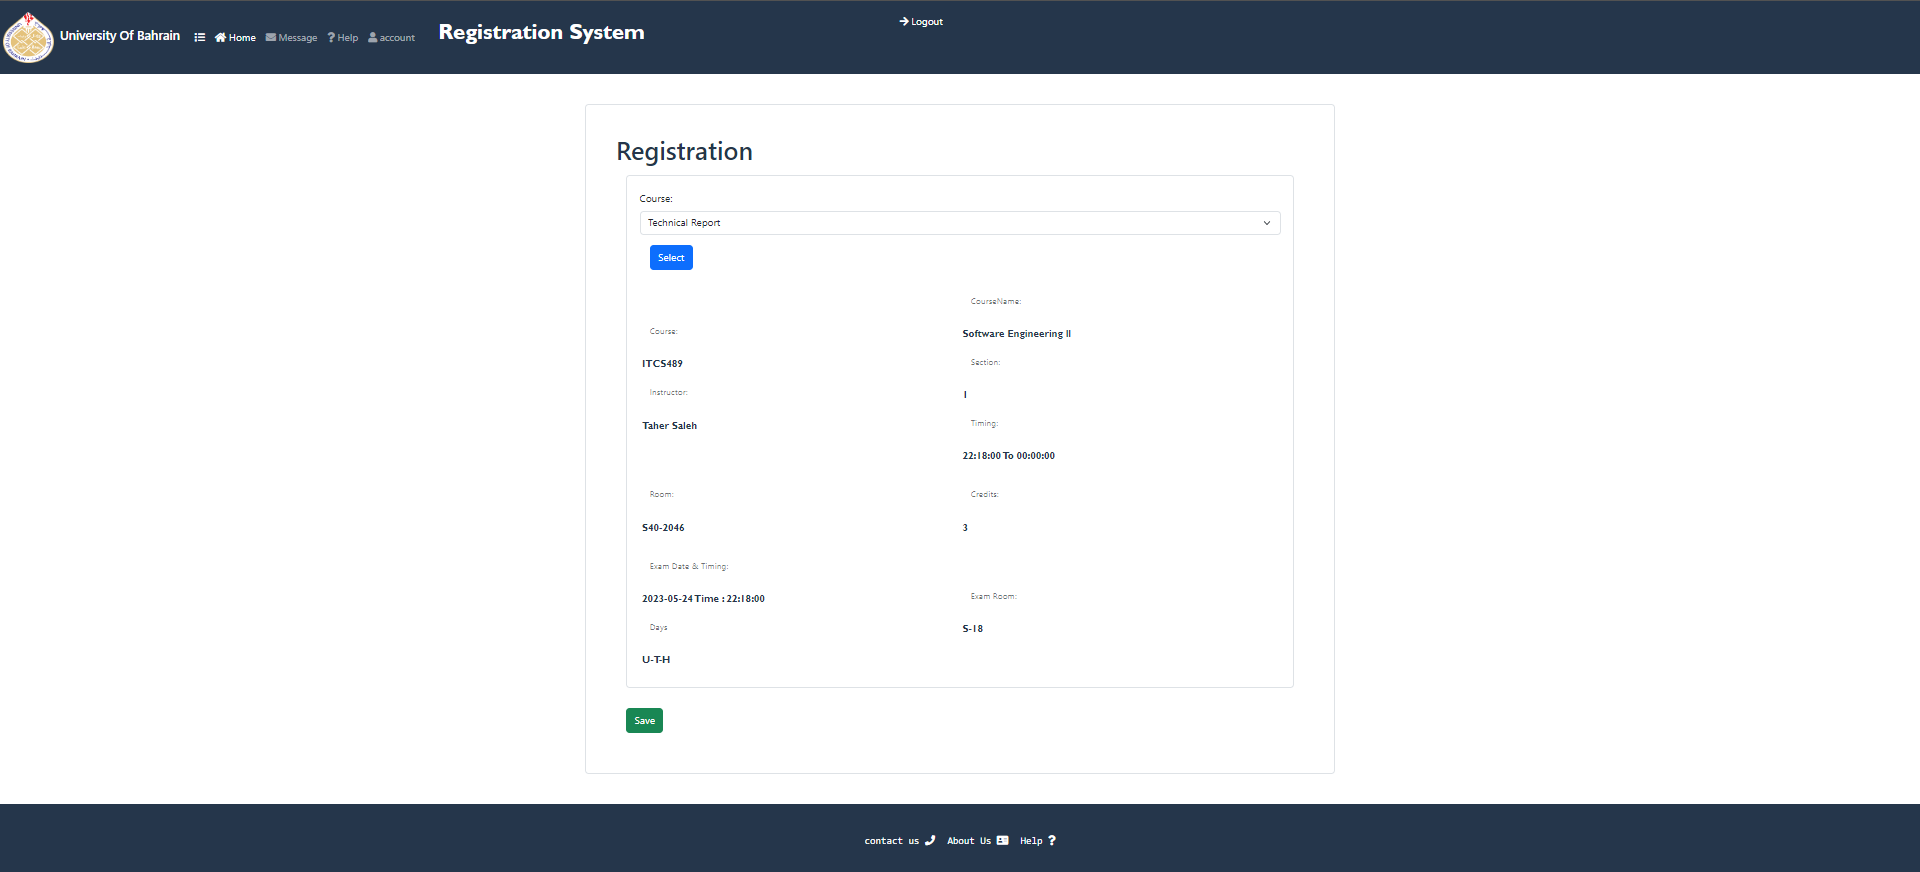 University Of Bahrain
Home
Message
Help
account
Registration System
Logout
Registration
Course:
Technical Report
Select
CourseName:
Course:
Software Engineering II
ITCS489
Section:
Instructor:
1
Taher Saleh
Timing:
22:18:00 To 00:00:00
Room:
Credits:
S40-2046
3
Exam Date & Timing:
2023-05-24 Time : 22:18:00
Exam Room:
Days
S-18
U-T-H
Save
contact us
About Us
Help